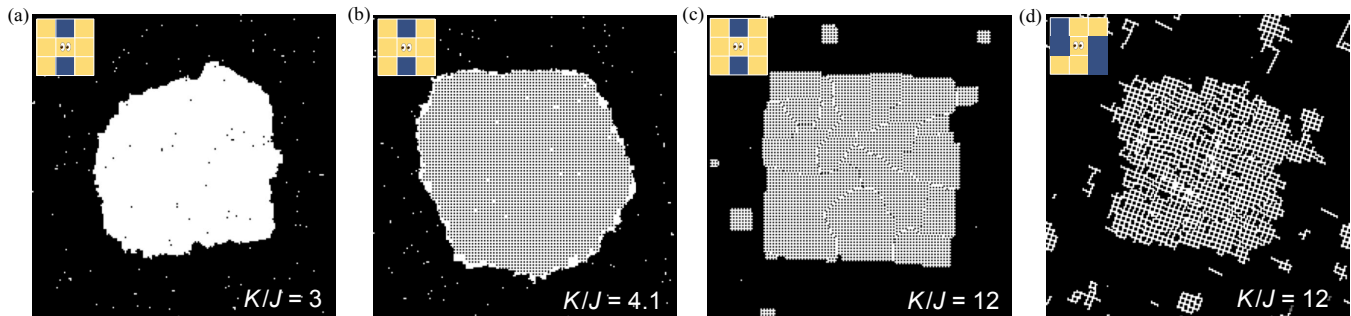 (a)
K/J = 3
(b)
K/J = 4.1
(c)
K/J = 12
(d)
K/J = 12